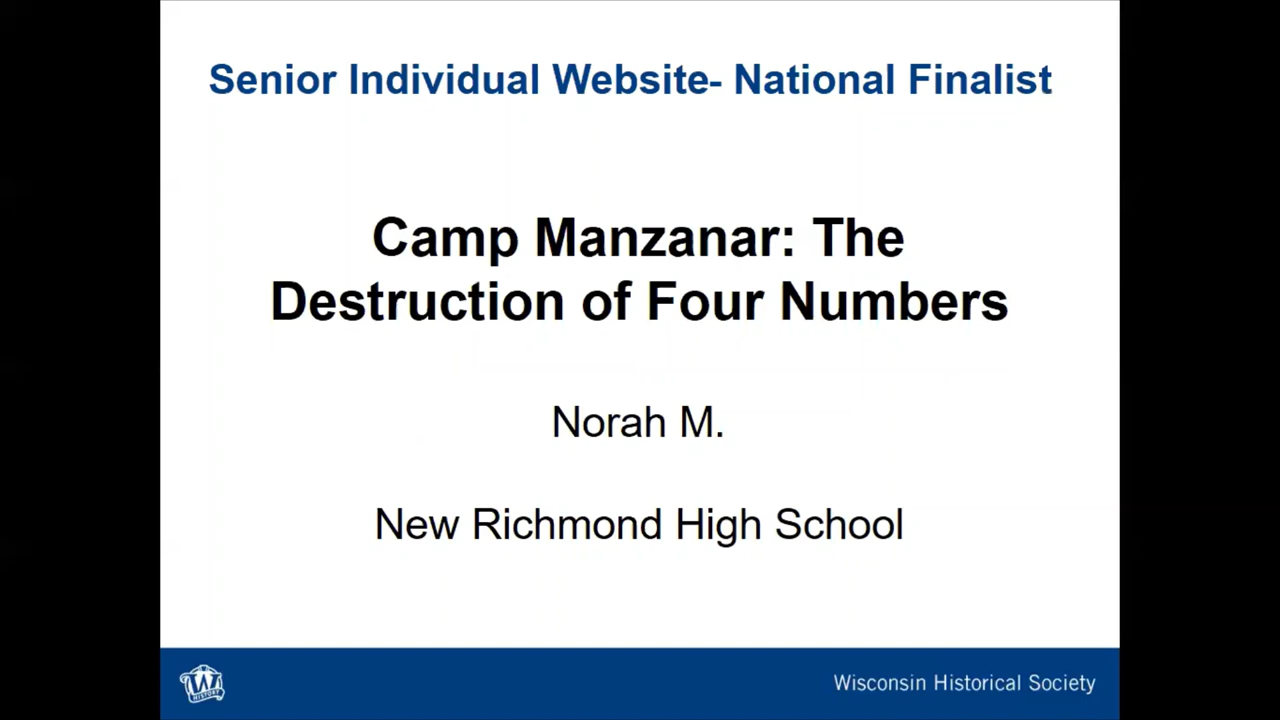 Senior Individual Website- National Finalist
Camp Manzanar: The
Destruction of Four Numbers
Norah M.
New Richmond High School
W
HISTORY
Wisconsin Historical Society